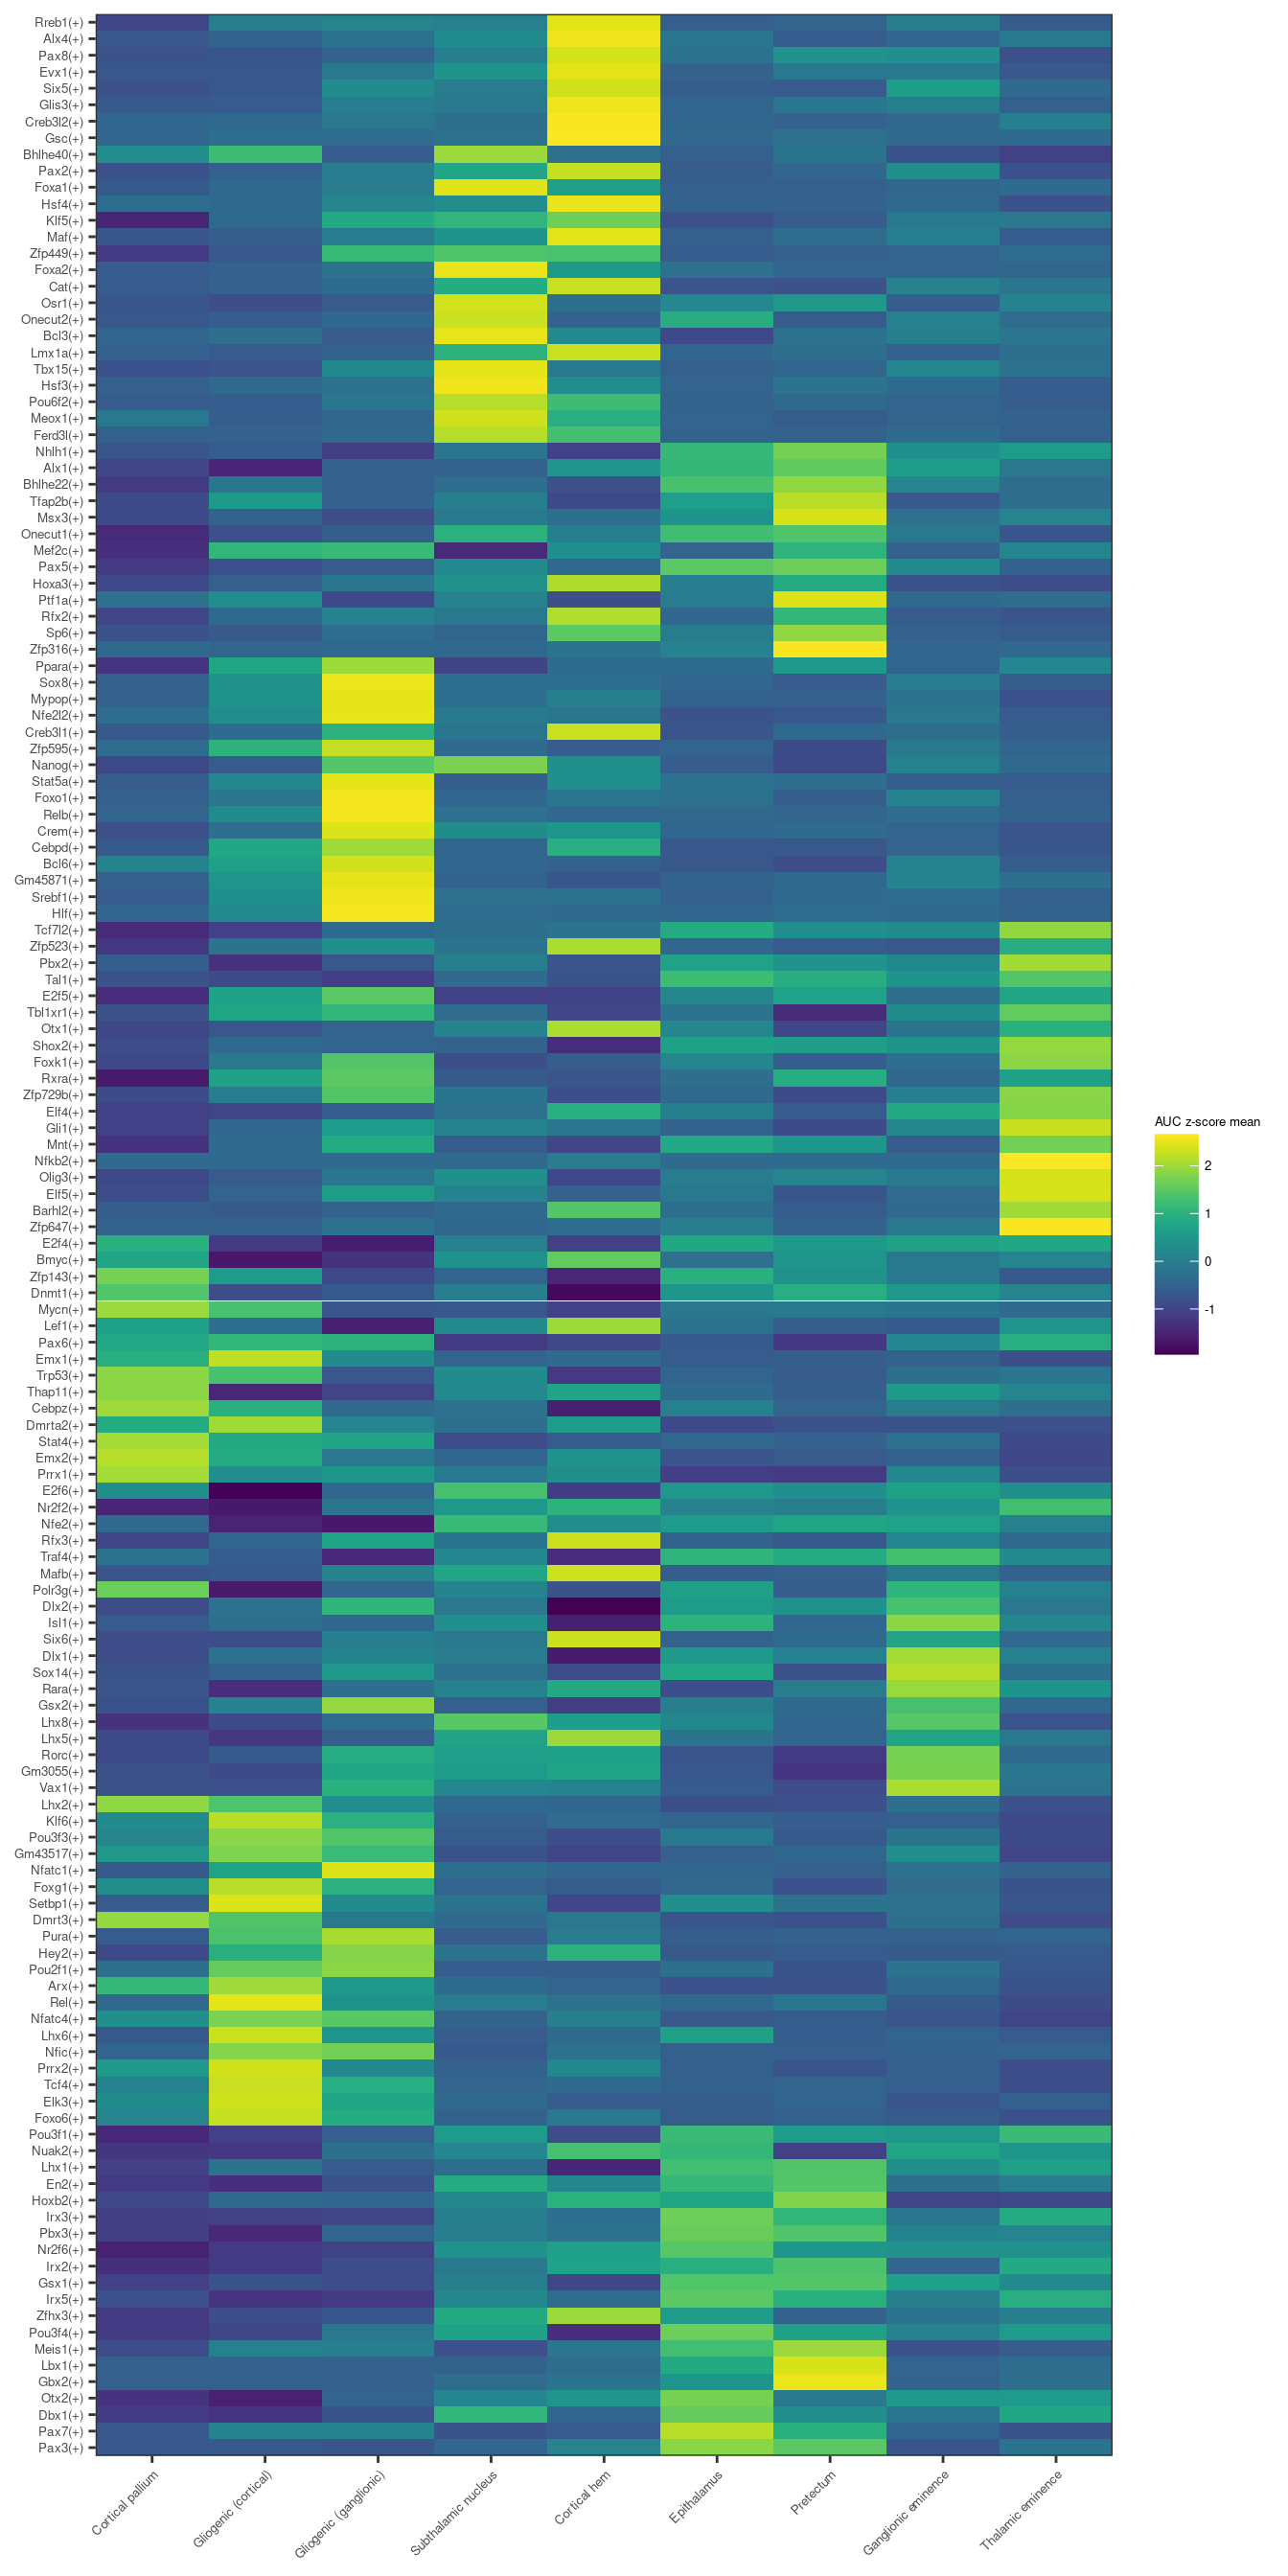 Rreb1(+)
Alx4(+)
Pax8(+)
Evx1(+)
Six5(+)
Glis3(+)
Creb3l2(+)
Gsc(+)
Bhlhe40(+)
Pax2(+)
Foxa1(+)
Hsf4(+)
Klf5(+)
Maf(+)
Zfp449(+)
Foxa2(+)
Cat(+)
Osr1(+)
Onecut2(+)
Bcl3(+)
Lmx1a(+)
Tbx15(+)
Hsf3(+)
Pou6f2(+)
Meox1(+)
Ferd3l(+)
Nhlh1(+)
Alx1(+)
Bhlhe22(+)
Tfap2b(+)
Msx3(+)
Onecut1(+)
Mef2c(+)
Pax5(+)
Hoxa3(+)
Ptf1a(+)
Rfx2(+)
Sp6(+)
Zfp316(+)
Ppara(+)
Sox8(+)
Mypop(+)
Nfe2l2(+)
Creb3l1(+)
Zfp595(+)
Nanog(+)
Stat5a(+)
Foxo1(+)
Relb(+)
Crem(+)
Cebpd(+)
Bcl6(+)
Gm45871(+)
Srebf1(+)
Hlf(+)
Tcf7l2(+)
Zfp523(+)
Pbx2(+)
Tal1(+)
E2f5(+)
Tbl1xr1(+)
Otx1(+)
Shox2(+)
Foxk1(+)
Rxra(+)
Zfp729b(+)
Elf4(+)
Gli1(+)
Mnt(+)
Nfkb2(+)
Olig3(+)
Elf5(+)
Barhl2(+)
Zfp647(+)
E2f4(+)
Bmyc(+)
Zfp143(+)
Dnmt1(+)
Mycn(+)
Lef1(+)
Pax6(+)
Emx1(+)
Trp53(+)
Thap11(+)
Cebpz(+)
Dmrta2(+)
Stat4(+)
Emx2(+)
Prrx1(+)
E2f6(+)
Nr2f2(+)
Nfe2(+)
Rfx3(+)
Traf4(+)
Mafb(+)
Polr3g(+)
Dlx2(+)
Isl1(+)
Six6(+)
Dlx1(+)
Sox14(+)
Rara(+)
Gsx2(+)
Lhx8(+)
Lhx5(+)
Rorc(+)
Gm3055(+)
Vax1(+)
Lhx2(+)
Klf6(+)
Pou3f3(+)
Gm43517(+)
Nfatc1(+)
Foxg1(+)
Setbp1(+)
Dmrt3(+)
Pura(+)
Hey2(+)
Pou2f1(+)
Arx(+)
Rel(+)
Nfatc4(+)
Lhx6(+)
Nfic(+)
Prrx2(+)
Tcf4(+)
Elk3(+)
Foxo6(+)
Pou3f1(+)
Nuak2(+)
Lhx1(+)
En2(+)
Hoxb2(+)
Irx3(+)
Pbx3(+)
Nr2f6(+)
Irx2(+)
Gsx1(+)
Irx5(+)
Zfhx3(+)
Pou3f4(+)
Meis1(+)
Lbx1(+)
Gbx2(+)
Otx2(+)
Dbx1(+)
Pax7(+)
Pax3(+)
Cortical pallium
Gliogenic (cortical)
Gliogenic (ganglionic)
Subthalamic nucleus
Cortical hem
Epithalamus
Pretectum
Ganglionic eminence
Thalamic eminence
AUC z-score mean
2
1
0
-1